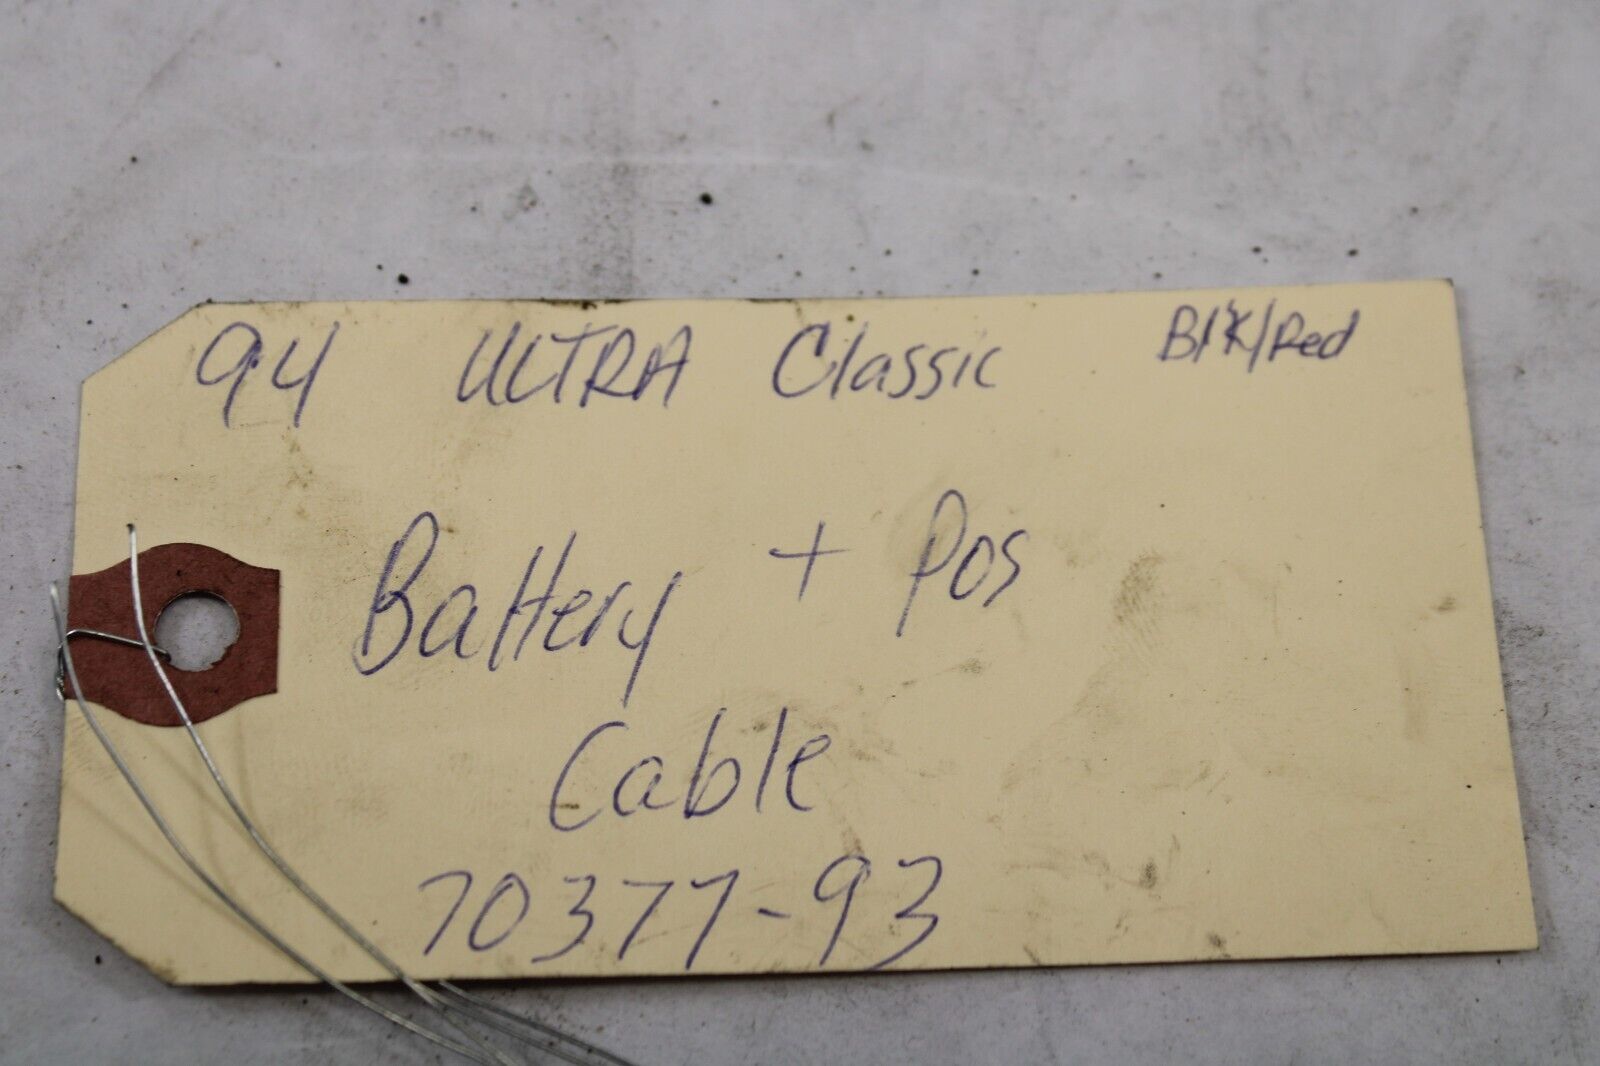 94 ULTRA Classic Blk/Red
Battery + Pos
Cable
70377-93